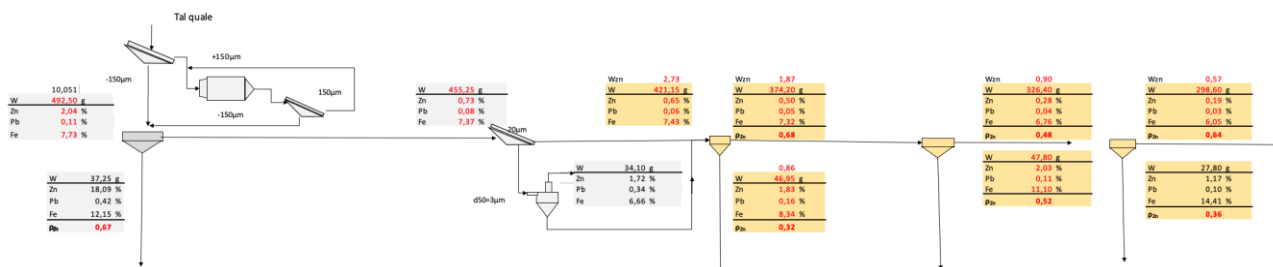 Tal quale
+150μm
-150μm
150μm
-150μm
10,051
W 492,50 g
Zn 2,04 %
Pb 0,11 %
Fe 7,73 %
W 37,25 g
Zn 18,09 %
Pb 0,42 %
Fe 12,15 %
ρZn 0,67
W 455,25 g
Zn 0,73 %
Pb 0,08 %
Fe 7,37 %
20μm
d50=3μm
W 34,10 g
Zn 1,72 %
Pb 0,34 %
Fe 6,66 %
Wzn 2,73
W 421,15 g
Zn 0,65 %
Pb 0,06 %
Fe 7,43 %
Wzn 1,87
W 374,20 g
Zn 0,50 %
Pb 0,05 %
Fe 7,32 %
ρZn 0,68
0,86
W 46,95 g
Zn 1,83 %
Pb 0,16 %
Fe 8,34 %
ρZn 0,32
Wzn 0,90
W 326,40 g
Zn 0,28 %
Pb 0,04 %
Fe 6,76 %
ρZn 0,48
W 47,80 g
Zn 2,03 %
Pb 0,11 %
Fe 11,10 %
ρZn 0,52
Wzn 0,57
W 298,60 g
Zn 0,19 %
Pb 0,03 %
Fe 6,05 %
ρZn 0,64
W 27,80 g
Zn 1,17 %
Pb 0,10 %
Fe 14,41 %
ρZn 0,36